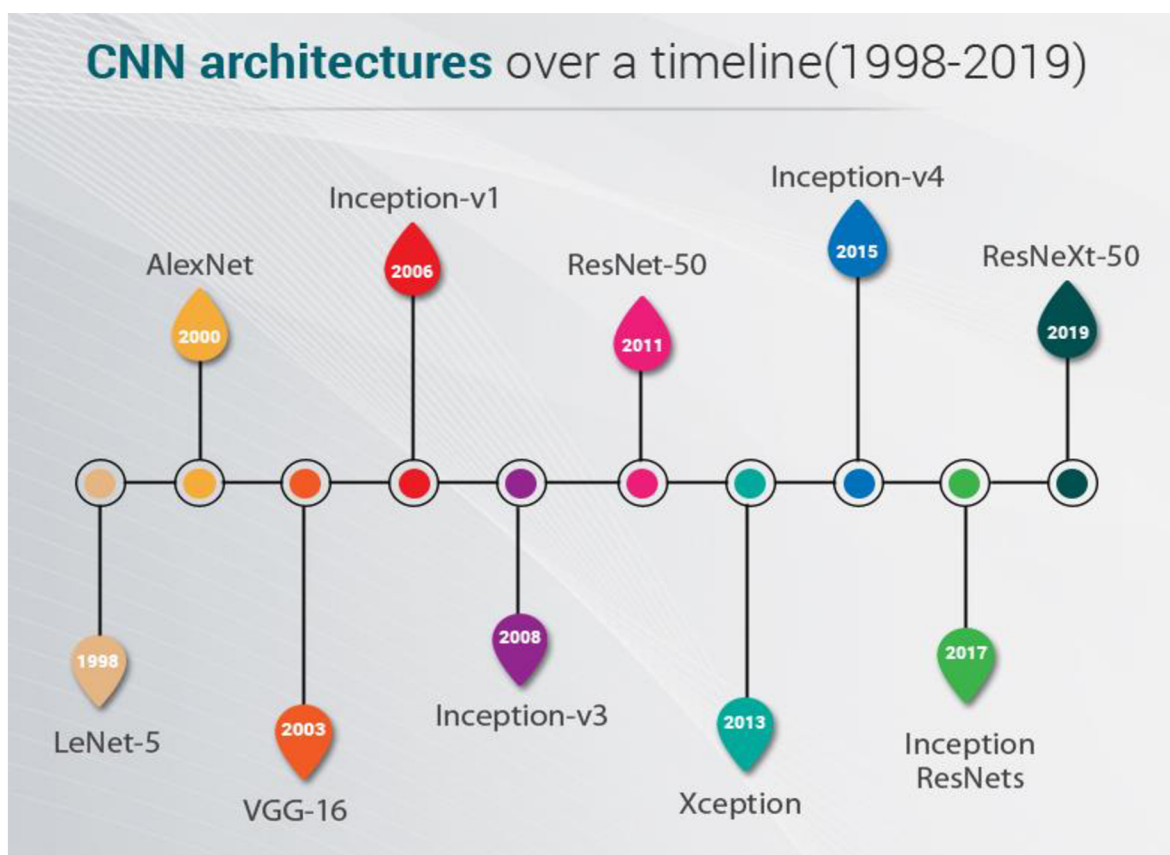 CNN architectures over a timeline(1998-2019)
Inception-v4
Inception-v1
ResNeXt-50
AlexNet
ResNet-50
2015
2006
2019
2000
2011
1998
2008
2017
Inception-v3
2013
2003
LeNet-5
Inception
ResNets
Xception
VGG-16